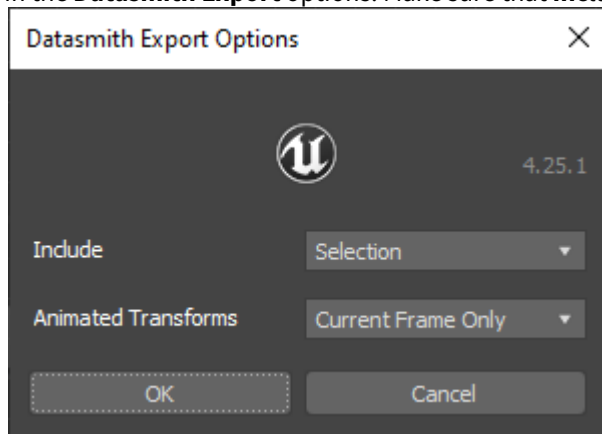 Datasmith Export Options
4.25.1
Include
Selection
Animated Transforms
Current Frame Only
OK
Cancel